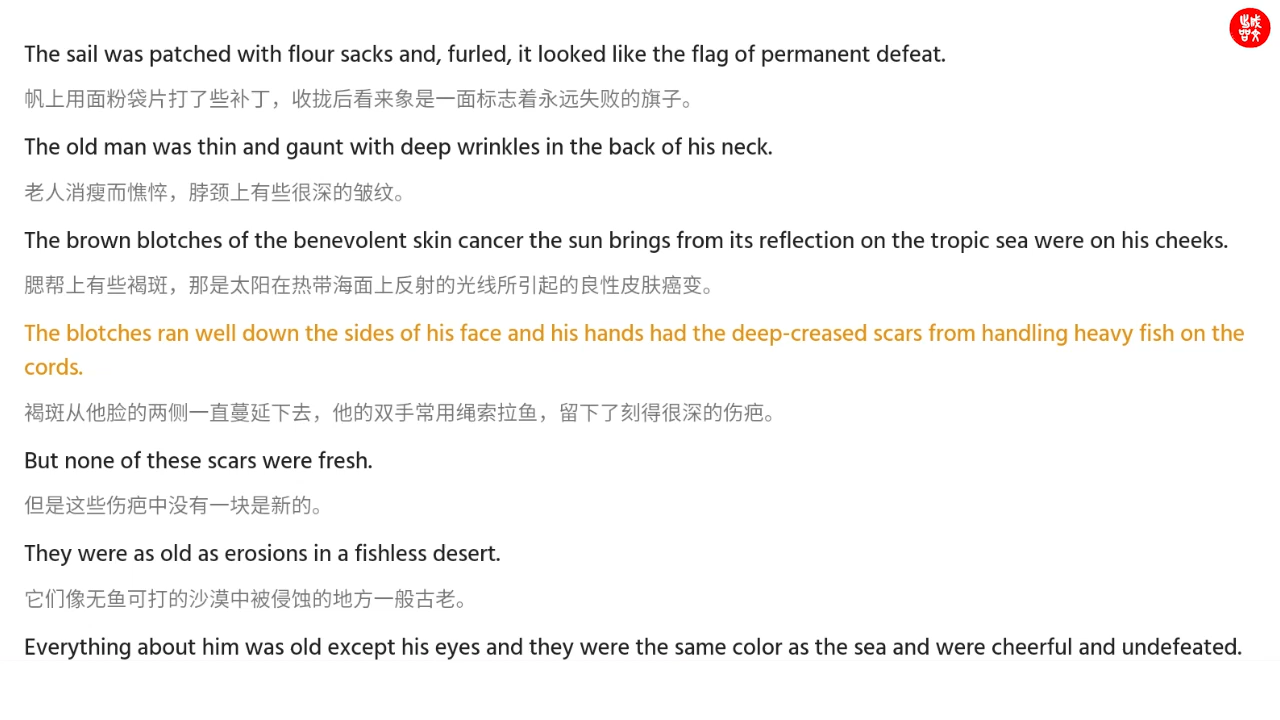 The sail was patched with flour sacks and, furled, it looked like the flag of permanent defeat.
帆上用面粉袋片打了些补丁，收拢后看来象是一面标志着永远失败的旗子。
The old man was thin and gaunt with deep wrinkles in the back of his neck.
老人消瘦而憔悴，脖颈上有些很深的皱纹。
The brown blotches of the benevolent skin cancer the sun brings from its reflection on the tropic sea were on his cheeks.
腮帮上有些褐斑，那是太阳在热带海面上反射的光线所引起的良性皮肤癌变。
The blotches ran well down the sides of his face and his hands had the deep-creased scars from handling heavy fish on the
cords.
褐斑从他脸的两侧一直蔓延下去，他的双手常用绳索拉鱼，留下了刻得很深的伤疤。
But none of these scars were fresh.
但是这些伤疤中没有一块是新的。
They were as old as erosions in a fishless desert.
它们像无鱼可打的沙漠中被侵蚀的地方一般古老。
Everything about him was old except his eyes and they were the same color as the sea and were cheerful and undefeated.